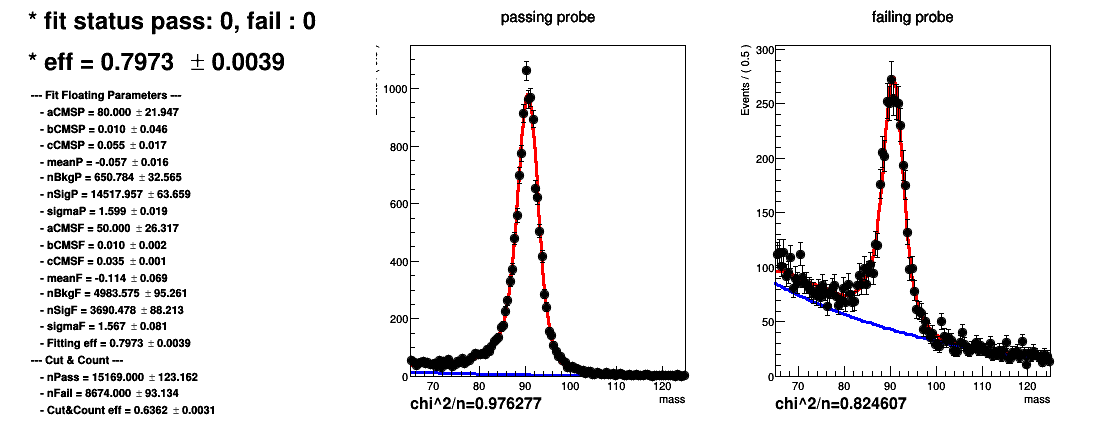 * fit status pass: 0, fail : 0
* eff = 0.7973 ± 0.0039
--- Fit Floating Parameters ---
- aCMSP = 80.000 ± 21.947
- bCMSP = 0.010 ± 0.046
- cCMSP = 0.055 ± 0.017
- meanP = -0.057 ± 0.016
- nBkgP = 650.784 ± 32.565
- nSigP = 14517.957 ± 63.659
- sigmaP = 1.599 ± 0.019
- aCMSF = 50.000 ± 26.317
- bCMSF = 0.010 ± 0.002
- cCMSF = 0.035 ± 0.001
- meanF = -0.114 ± 0.069
- nBkgF = 4983.575 ± 95.261
- nSigF = 3690.478 ± 88.213
- sigmaF = 1.567 ± 0.081
- Fitting eff = 0.7973 ± 0.0039
--- Cut & Count ---
- nPass = 15169.000 ± 123.162
- nFail = 8674.000 ± 93.134
- Cut&Count eff = 0.6362 ± 0.0031
passing probe
1000
800
600
400
200
0
70 80 90 100 110 120
mass
chi^2/n=0.976277
failing probe
Events / ( 0.5 )
300
250
200
150
100
50
0
70 80 90 100 110 120
mass
chi^2/n=0.824607